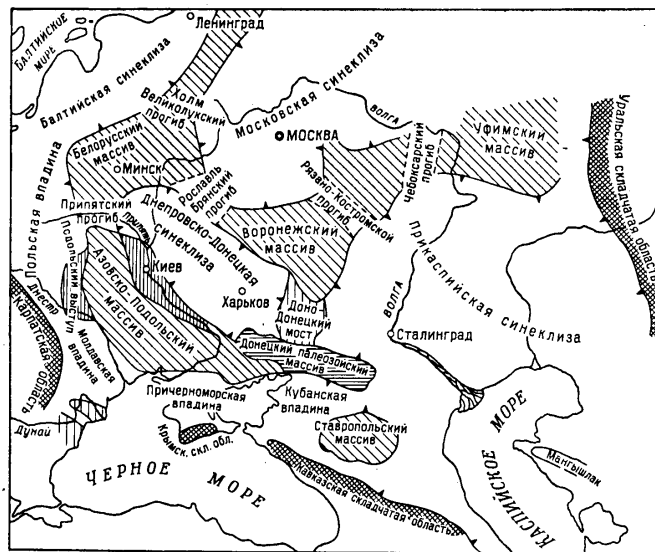 БАЛТИЙСКОЕ
МОРЕ
Ленинград
Балтийская синеклиза
Холм
Великолукский
прогиб
Московская синеклиза
ВОЛГА
МОСКВА
Уфимский
массив
Чебоксарский
прогиб
Уральская складчатая область
Белорусский
массив
Минск
Рославль
Брянский
прогиб
Рязано-Костромской
прогиб
Польская впадина
Припятский
прогиб
Припять
Днепровско-Донецкая
синеклиза
Воронежский
массив
Прикаспийская синеклиза
Подольский выступ
Киев
Азовско-Подольский
массив
Харьков
Доно-
Донецкий
мост
ВОЛГА
Сталинград
Днестр
Карпатская
область
Молдавская
впадина
Донецкий палеозойский
массив
Причерноморская
впадина
Кубанская
впадина
Ставропольский
массив
Дунай
Крымск. скл. обл.
Кавказская складчатая область
ЧЕРНОЕ МОРЕ
КАСПИЙСКОЕ МОРЕ
Мангышлак